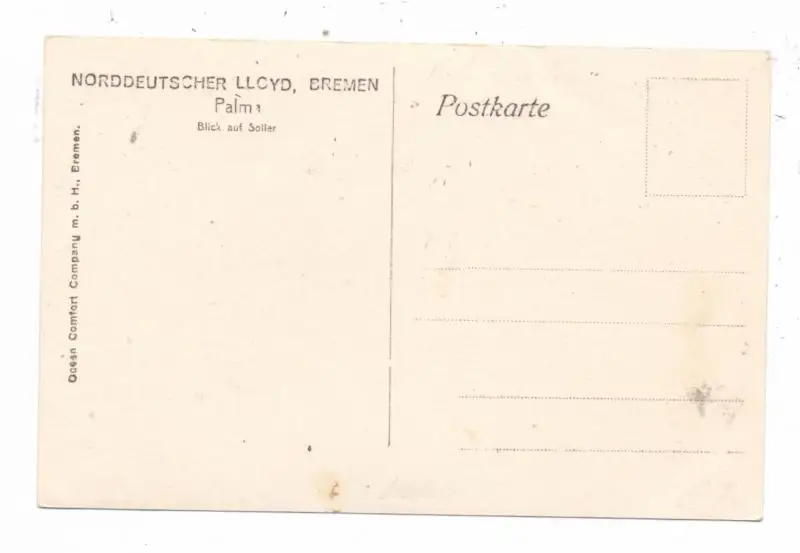 NORDDEUTSCHER LLOYD, BREMEN
Palma
Blick auf Soller
Postkarte
Ocean Comfort Company m. b. H., Bremen.